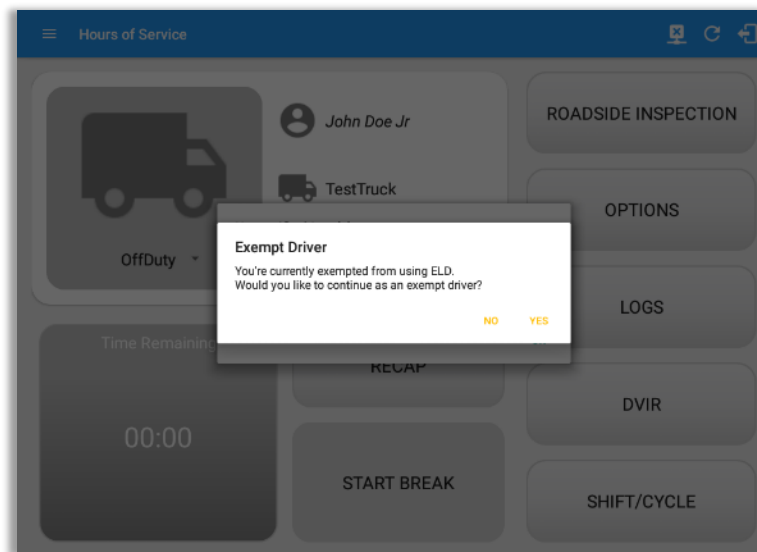 Hours of Service
John Doe Jr
TestTruck
OffDuty
ROADSIDE INSPECTION
OPTIONS
LOGS
DVIR
SHIFT/CYCLE
Exempt Driver
You're currently exempted from using ELD.
Would you like to continue as an exempt driver?
NO YES
Time Remaining
00:00
RECAP
START BREAK